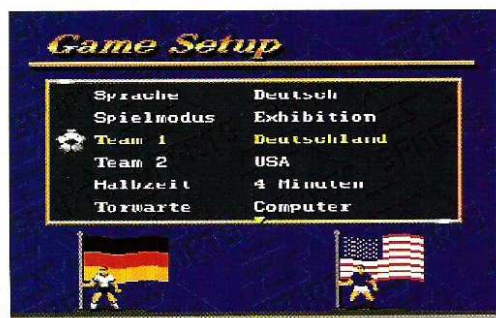 Game Setup
Sprache Deutsch
Spielmodus Exhibition
Team 1 Deutschland
Team 2 USA
Halbzeit 4 Minuten
Torwarte Computer